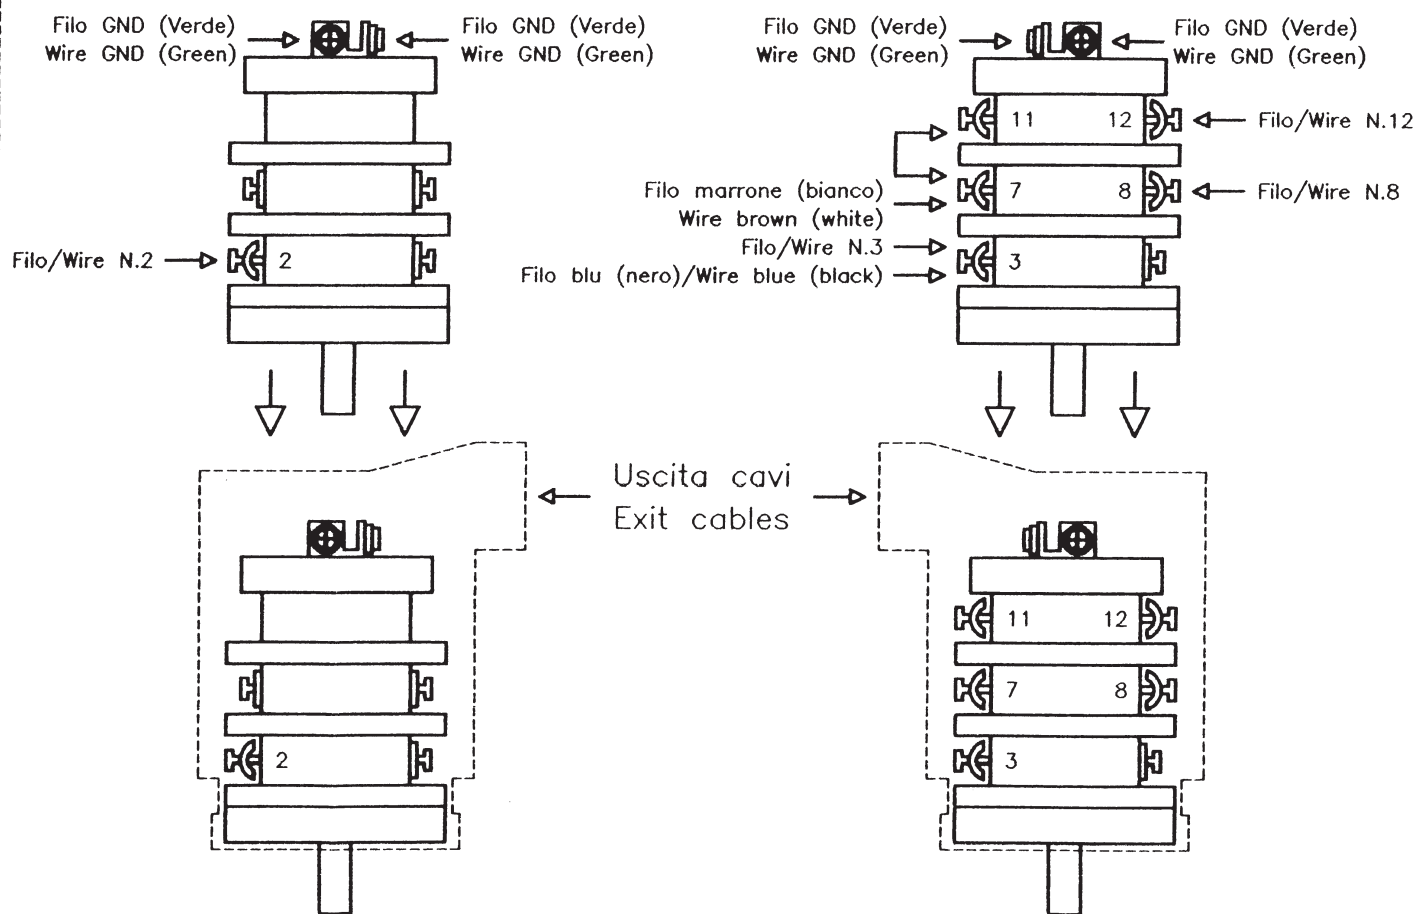 Filo GND (Verde)
Wire GND (Green)
Filo GND (Verde)
Wire GND (Green)
Filo/Wire N.2
2
Filo GND (Verde)
Wire GND (Green)
Filo GND (Verde)
Wire GND (Green)
11 12
Filo/Wire N.12
Filo marrone (bianco)
Wire brown (white)
7 8
Filo/Wire N.8
Filo/Wire N.3
Filo blu (nero)/Wire blue (black)
3
Uscita cavi
Exit cables
2
11 12
7 8
3